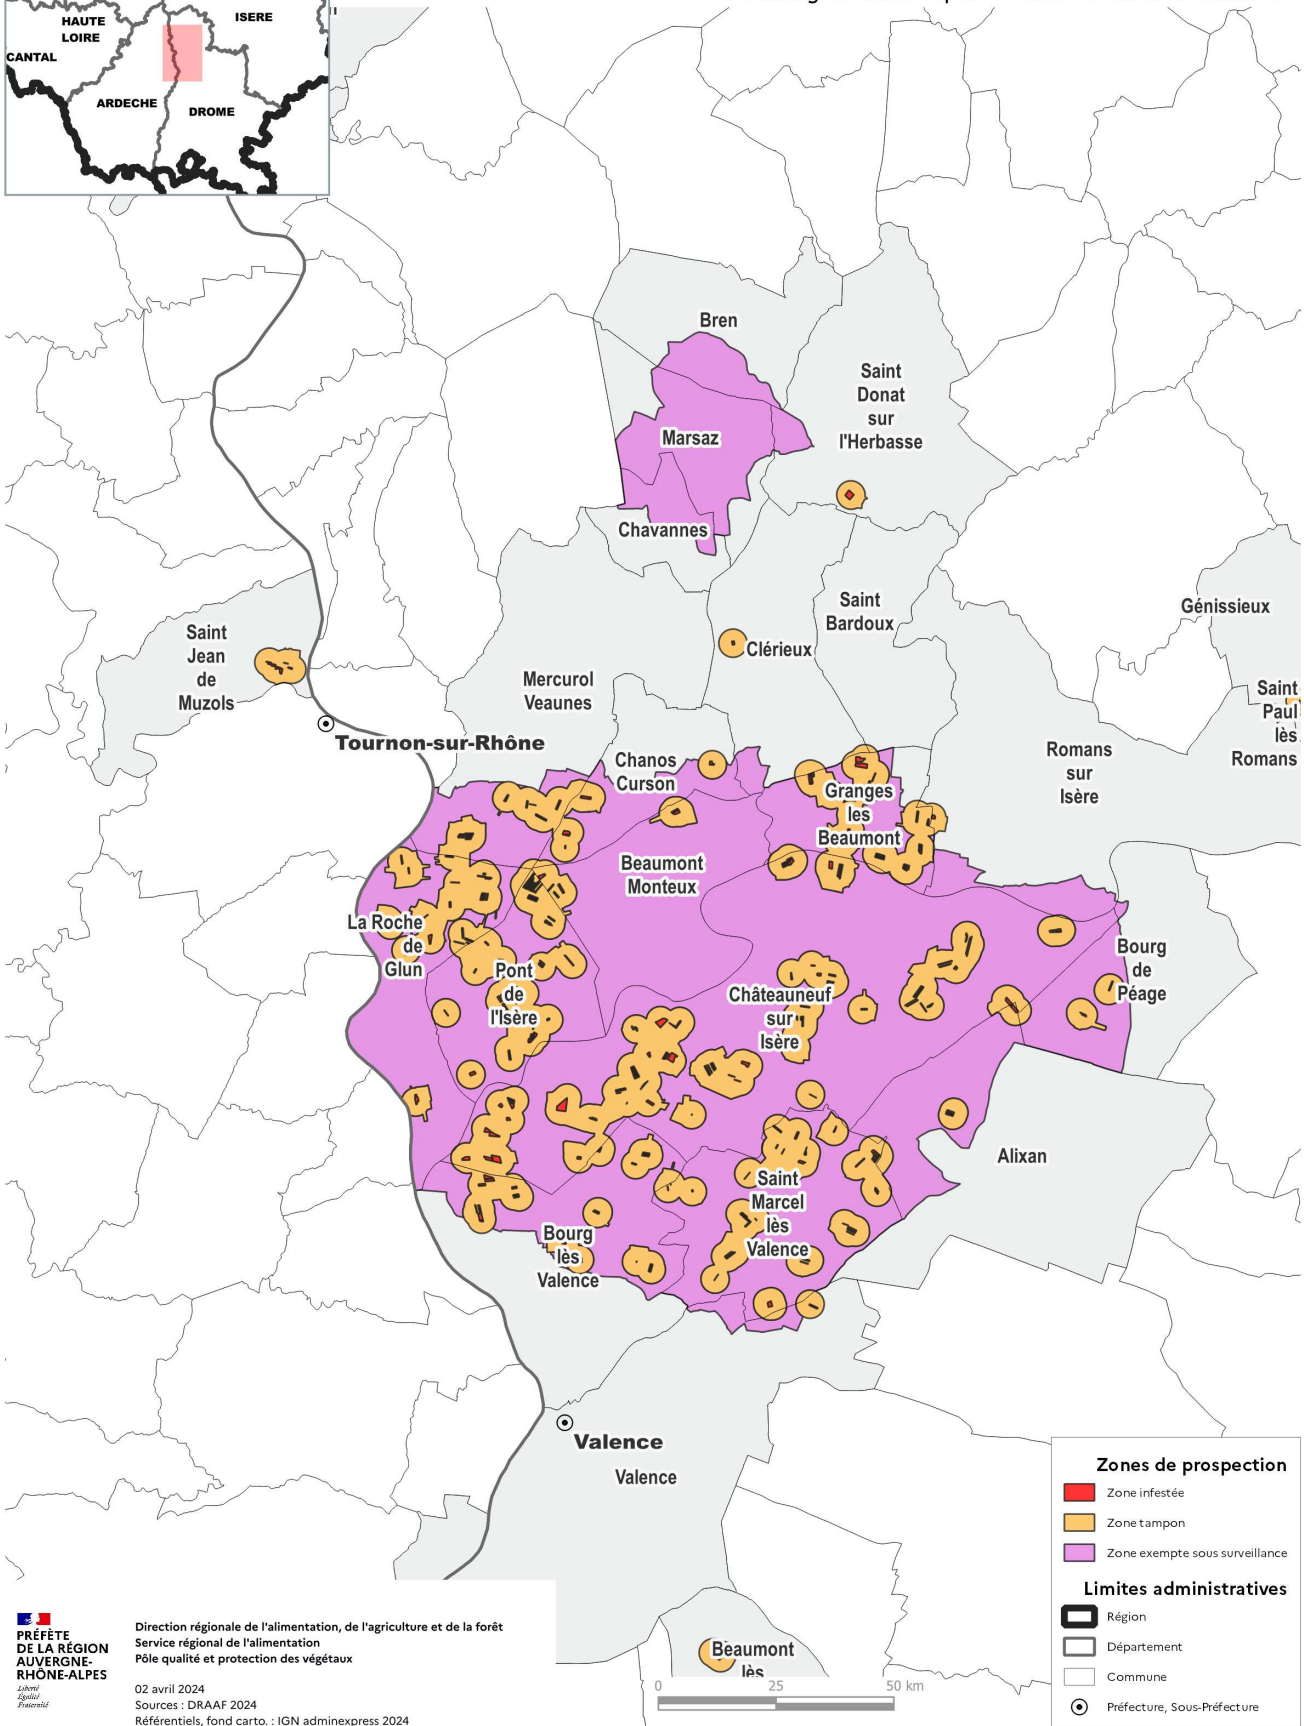 HAUTE
LOIRE
ISERE
CANTAL
ARDECHE
DROME
Bren
Saint
Donat
sur
l'Herbasse
Marsaz
Chavannes
Saint
Bardoux
Génissieux
Saint
Jean
de
Muzols
Clérieux
Mercurol
Veaunes
Saint
Paul
lès
Romans
Tournon-sur-Rhône
Romans
sur
Isère
Chanos
Curson
Granges
les
Beaumont
Beaumont
Monteux
La Roche
de
Glun
Bourg
de
Péage
Pont
de
l'Isère
Châteauneuf
sur
Isère
Alixan
Saint
Marcel
lès
Valence
Bourg
lès
Valence
Valence
Valence
Beaumont
lès
0 25 50 km
Zones de prospection
Zone infestée
Zone tampon
Zone exempte sous surveillance
Limites administratives
Région
Département
Commune
Préfecture, Sous-Préfecture
PRÉFÈTE
DE LA RÉGION
AUVERGNE-
RHÔNE-ALPES
Liberté
Égalité
Fraternité
Direction régionale de l'alimentation, de l'agriculture et de la forêt
Service régional de l'alimentation
Pôle qualité et protection des végétaux
02 avril 2024
Sources : DRAAF 2024
Référentiels, fond carto. : IGN adminexpress 2024